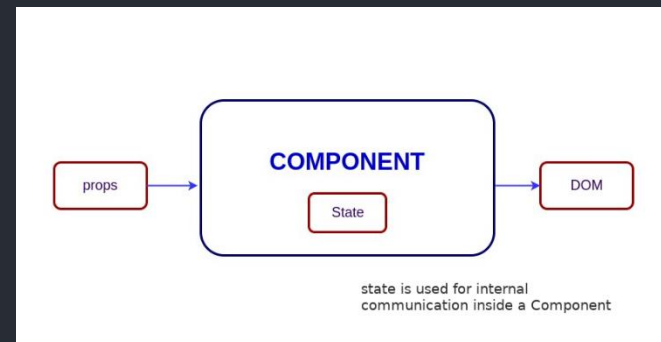 COMPONENT
props
State
DOM
state is used for internal
communication inside a Component